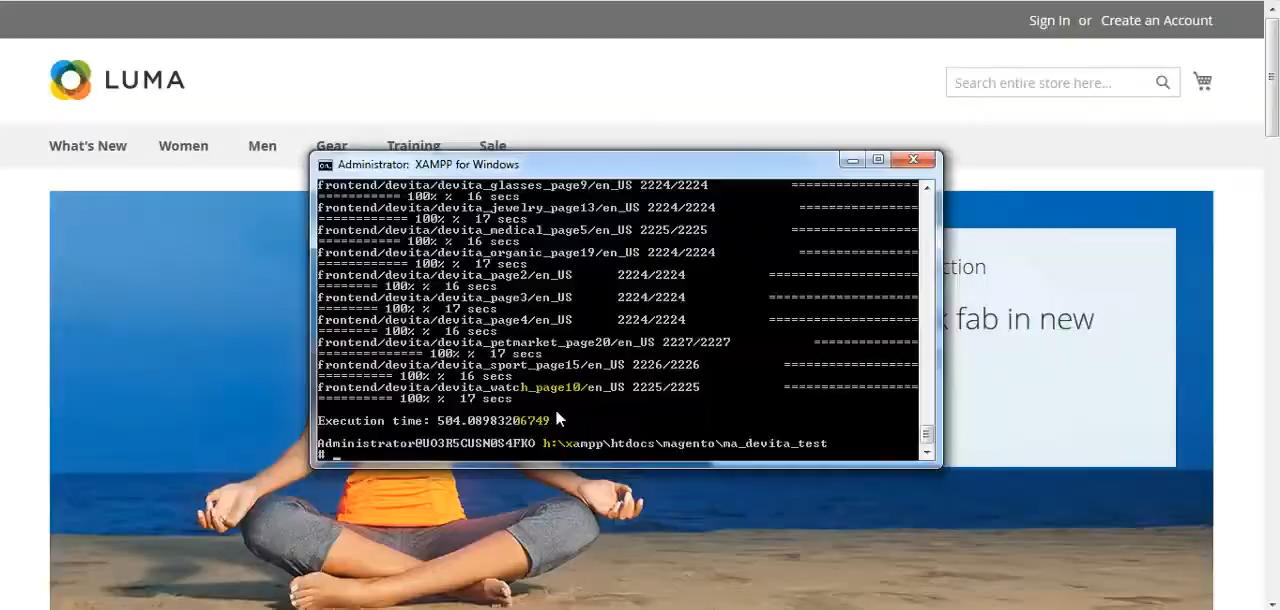 Sign In or Create an Account
LUMA
Search entire store here...
What's New Women Men Gear Training Sale
Administrator: XAMPP for Windows
frontend/devita/devita_glasses_page9/en_US 2224/2224 =================
========== 100% % 16 secs
frontend/devita/devita_jewelry_page13/en_US 2224/2224 ================
=========== 100% % 17 secs
frontend/devita/devita_medical_page5/en_US 2225/2225 =================
========== 100% % 16 secs
frontend/devita/devita_organic_page19/en_US 2224/2224 ================
=========== 100% % 17 secs
frontend/devita/devita_page2/en_US 2224/2224 ====================
======== 100% % 16 secs
frontend/devita/devita_page3/en_US 2224/2224 ====================
======== 100% % 17 secs
frontend/devita/devita_page4/en_US 2224/2224 ====================
======== 100% % 16 secs
frontend/devita/devita_petmarket_page20/en_US 2227/2227 ==============
============== 100% % 17 secs
frontend/devita/devita_sport_page15/en_US 2226/2226 ==================
========== 100% % 16 secs
frontend/devita/devita_watch_page10/en_US 2225/2225 ==================
========== 100% % 17 secs
Execution time: 504.08983206749
Administrator@UO3R5CUSN0S4FKO h:\xampp\htdocs\magento\ma_devita_test
# _
ction
fab in new